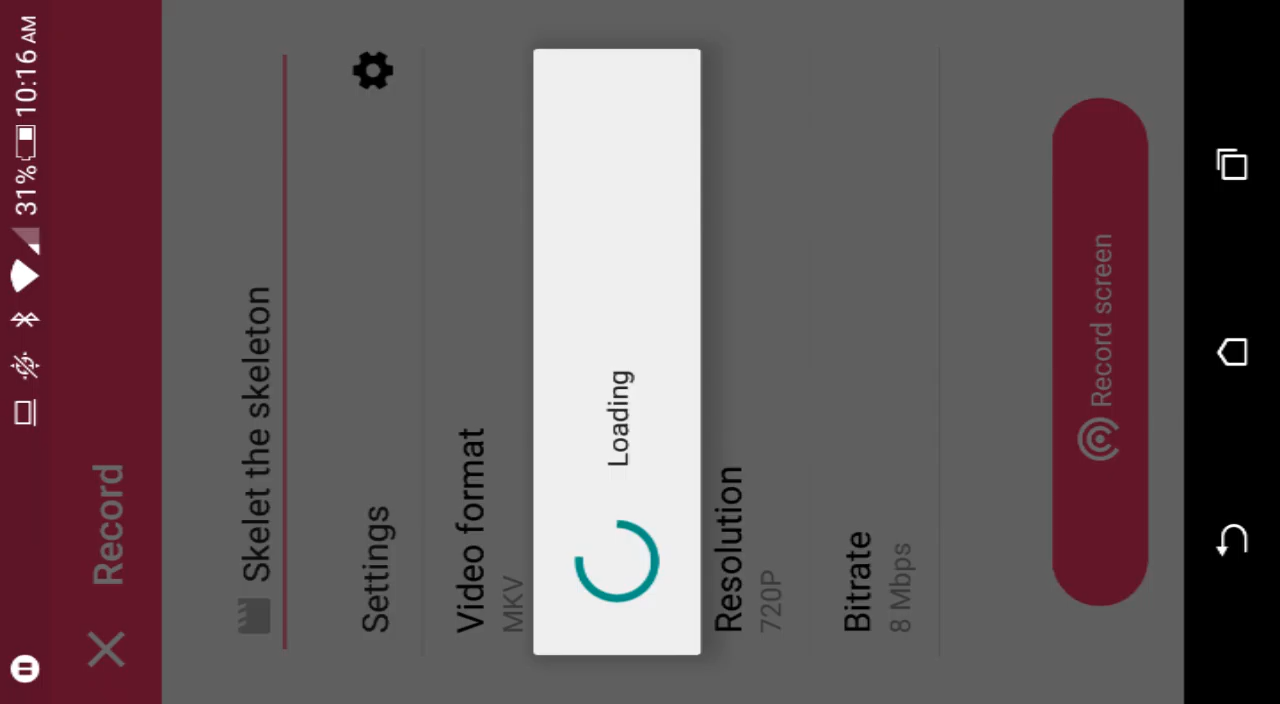 31% 10:16 AM
Record
Skelet the skeleton
Settings
Video format
MKV
Loading
Resolution
720P
Bitrate
8 Mbps
Record screen